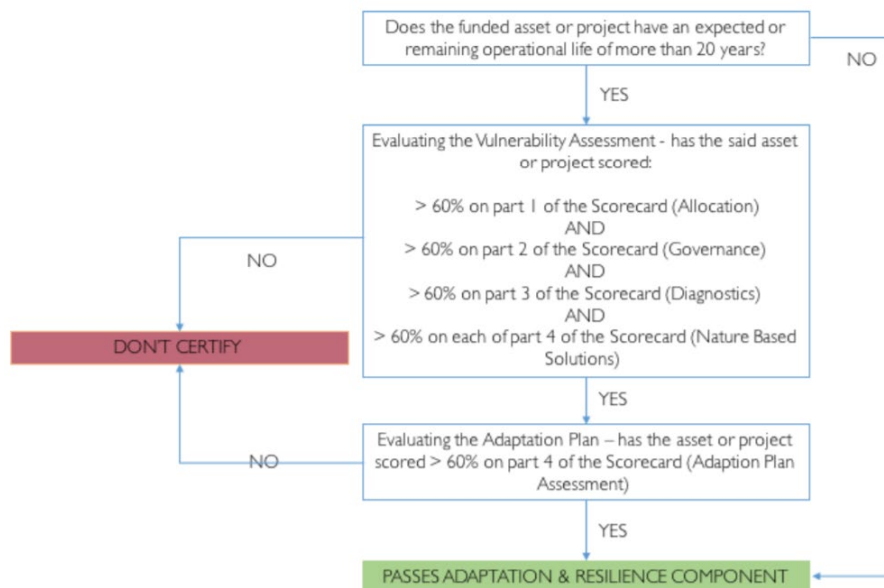 Does the funded asset or project have an expected or
remaining operational life of more than 20 years?
NO
YES
Evaluating the Vulnerability Assessment - has the said asset
or project scored:
> 60% on part 1 of the Scorecard (Allocation)
AND
> 60% on part 2 of the Scorecard (Governance)
AND
> 60% on part 3 of the Scorecard (Diagnostics)
AND
> 60% on each of part 4 of the Scorecard (Nature Based
Solutions)
NO
DON'T CERTIFY
YES
Evaluating the Adaptation Plan – has the asset or project
scored > 60% on part 4 of the Scorecard (Adaption Plan
Assessment)
NO
YES
PASSES ADAPTATION & RESILIENCE COMPONENT